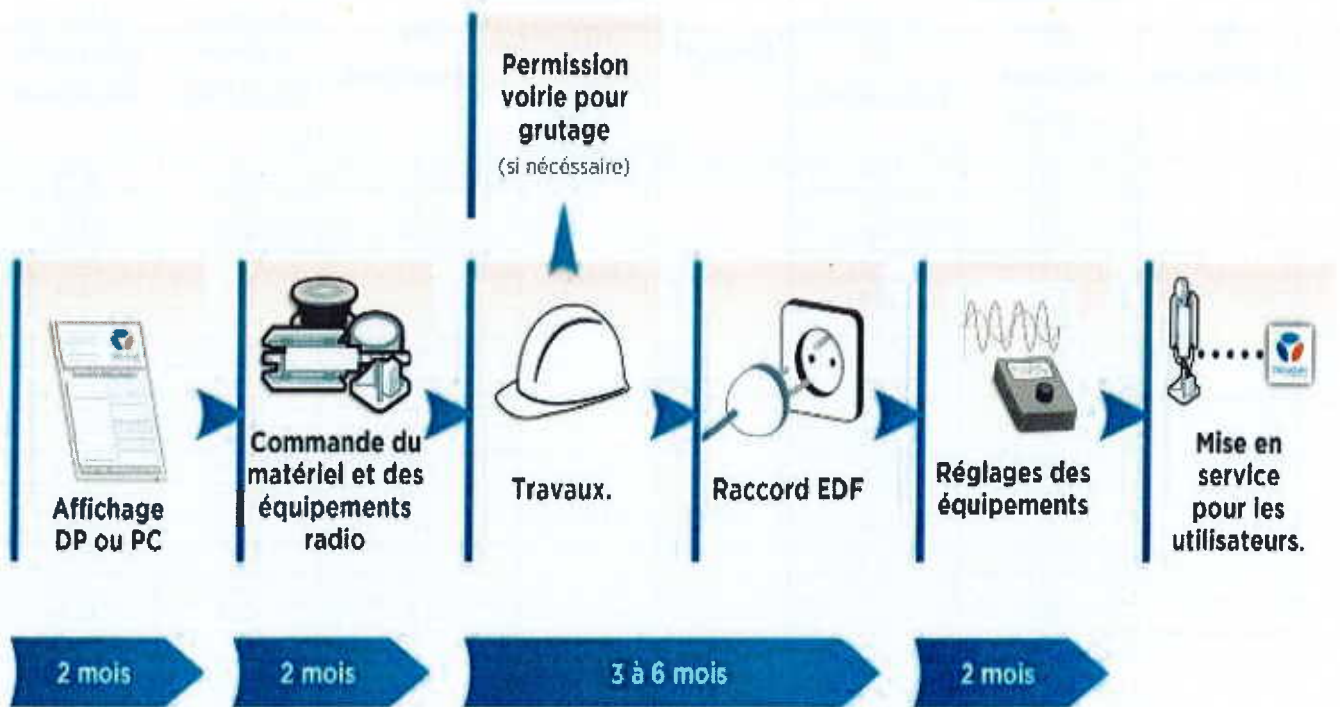 Permission
voirie pour
grutage
(si nécéssaire)
Affichage
DP ou PC
Commande du
matériel et des
équipements
radio
Travaux.
Raccord EDF
Réglages des
équipements
Mise en
service
pour les
utilisateurs.
2 mois
2 mois
3 à 6 mois
2 mois